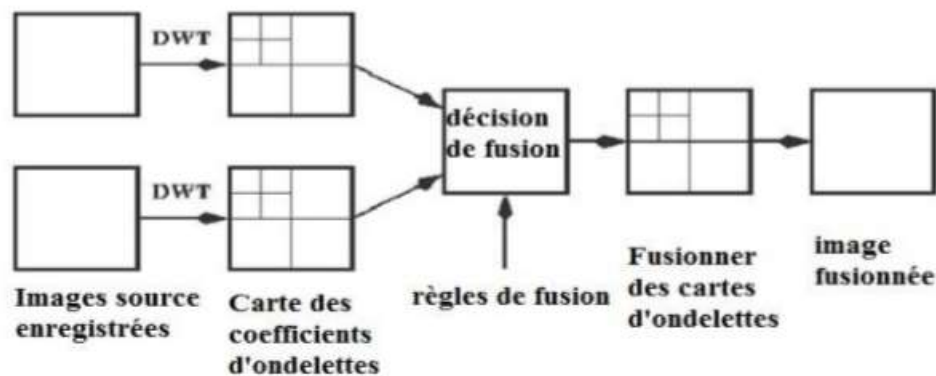 DWT
DWT
décision
de fusion
Images source
enregistrées
Carte des
coefficients
d'ondelettes
règles de fusion
Fusionner
des cartes
d'ondelettes
image
fusionnée